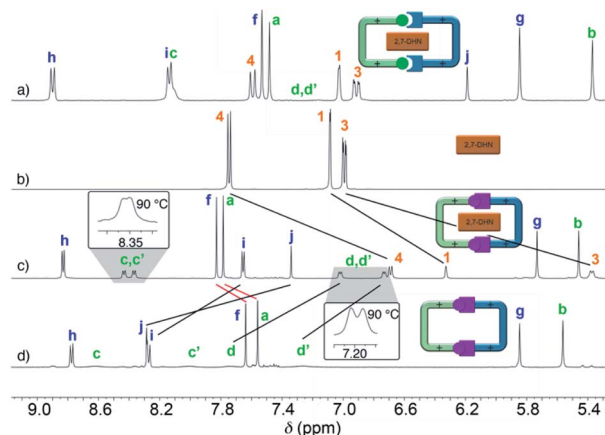 h i c 4 f a 2,7-DHN 1 3 j g b
d,d'
a)
4 1 3 2,7-DHN
b)
90 °C
8.35
f a 2,7-DHN g b
h c,c' i j d,d' 4 1 3
c)
90 °C
7.20
h c j i c' d f a d' g b
d)
9.0 8.6 8.2 7.8 7.4 7.0 6.6 6.2 5.8 5.4
δ (ppm)